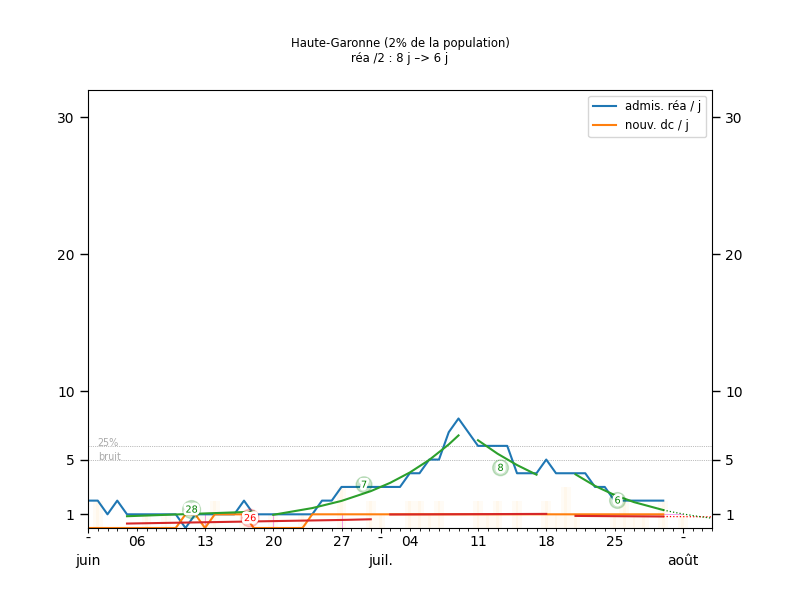 Haute-Garonne (2% de la population)
réa /2 : 8 j –> 6 j
admis. réa / j
nouv. dc / j
30 30
20 20
10 10
25%
bruit
5 5
1 1
7
8
6
28
26
- 06 13 20 27 - 04 11 18 25 -
juin juil. août